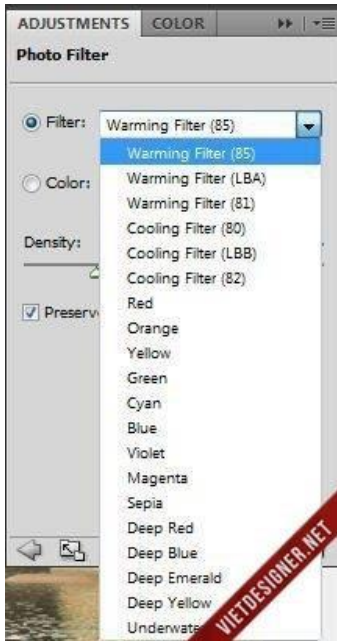 ADJUSTMENTS COLOR
Photo Filter
Filter: Warming Filter (85)
Warming Filter (85)
Color: Warming Filter (LBA)
Warming Filter (81)
Cooling Filter (80)
Density: Cooling Filter (LBB)
Cooling Filter (82)
Preserv Red
Orange
Yellow
Green
Cyan
Blue
Violet
Magenta
Sepia
Deep Red
Deep Blue
Deep Emerald
Deep Yellow
Underwate
VIETDESIGNER.NET